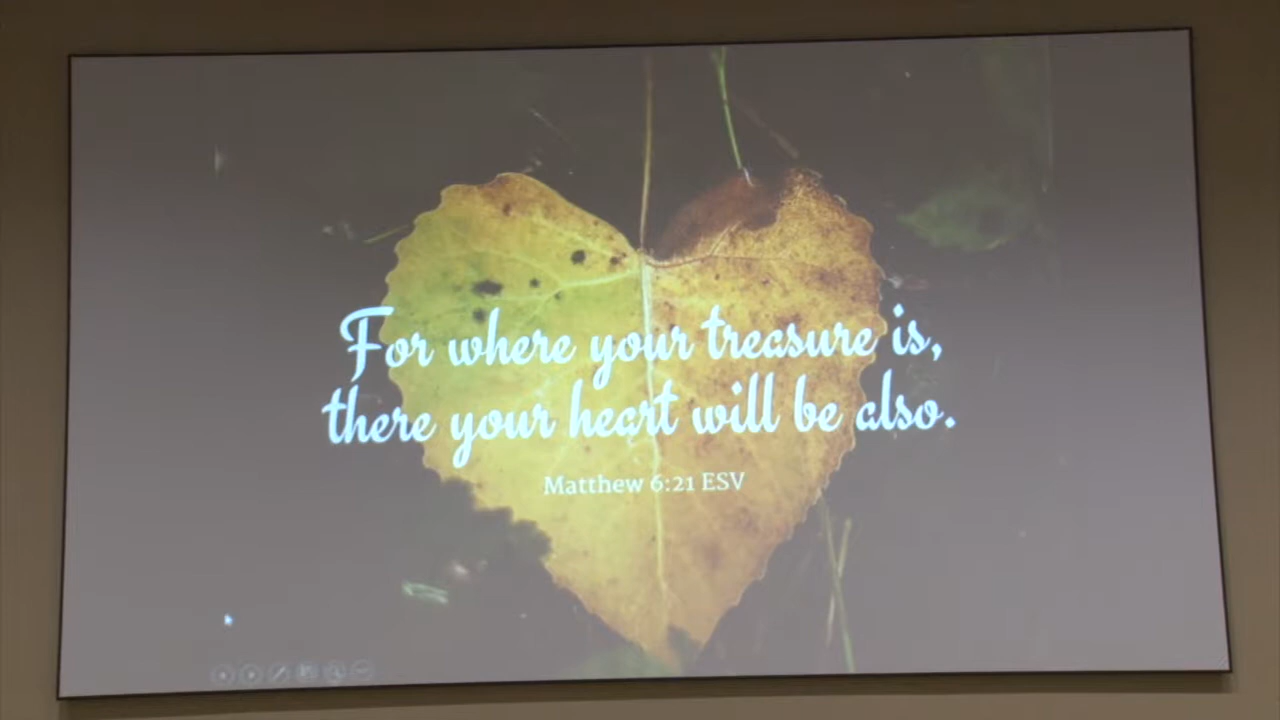 For where your treasure is,
there your heart will be also.
Matthew 6:21 ESV